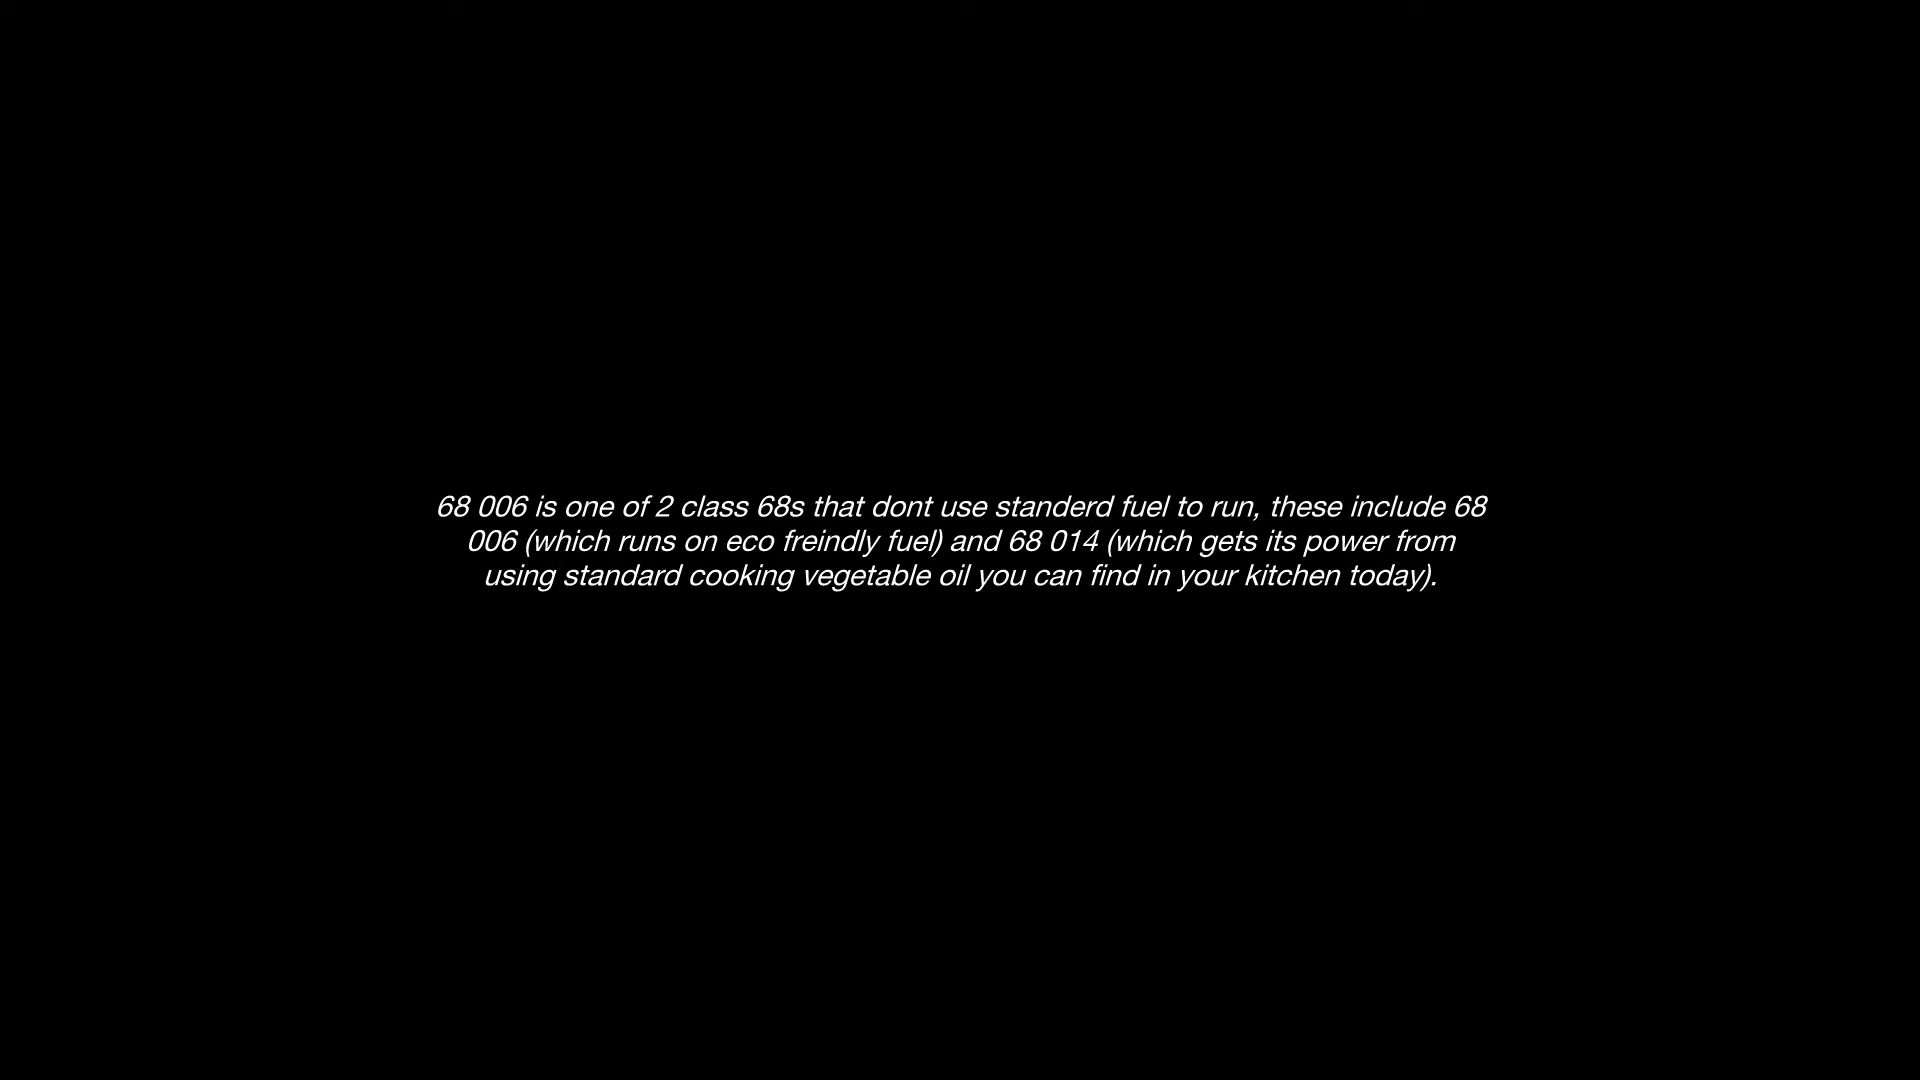 68 006 is one of 2 class 68s that dont use standerd fuel to run, these include 68
006 (which runs on eco freindly fuel) and 68 014 (which gets its power from
using standard cooking vegetable oil you can find in your kitchen today).